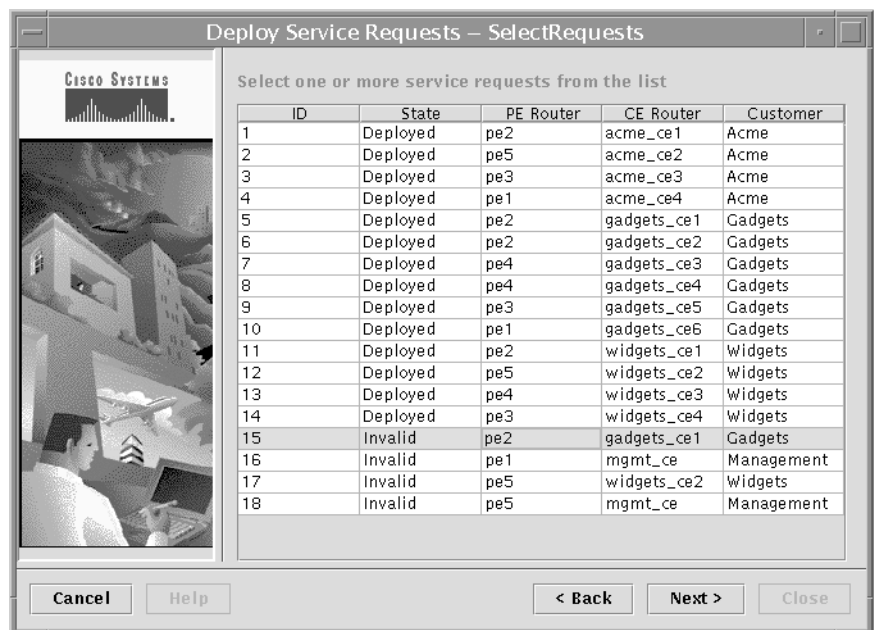 Deploy Service Requests – SelectRequests
CISCO SYSTEMS
Select one or more service requests from the list
ID State PE Router CE Router Customer
1 Deployed pe2 acme_ce1 Acme
2 Deployed pe5 acme_ce2 Acme
3 Deployed pe3 acme_ce3 Acme
4 Deployed pe1 acme_ce4 Acme
5 Deployed pe2 gadgets_ce1 Gadgets
6 Deployed pe2 gadgets_ce2 Gadgets
7 Deployed pe4 gadgets_ce3 Gadgets
8 Deployed pe4 gadgets_ce4 Gadgets
9 Deployed pe3 gadgets_ce5 Gadgets
10 Deployed pe1 gadgets_ce6 Gadgets
11 Deployed pe2 widgets_ce1 Widgets
12 Deployed pe5 widgets_ce2 Widgets
13 Deployed pe4 widgets_ce3 Widgets
14 Deployed pe3 widgets_ce4 Widgets
15 Invalid pe2 gadgets_ce1 Gadgets
16 Invalid pe1 mgmt_ce Management
17 Invalid pe5 widgets_ce2 Widgets
18 Invalid pe5 mgmt_ce Management
Cancel Help < Back Next > Close